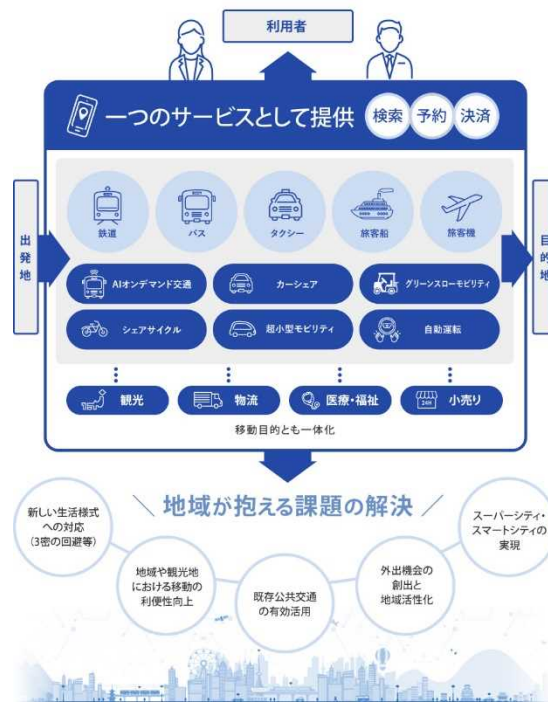 利用者
一つのサービスとして提供
検索
予約
決済
出発地
目的地
鉄道
バス
タクシー
旅客船
旅客機
AIオンデマンド交通
カーシェア
グリーンスローモビリティ
シェアサイクル
超小型モビリティ
自動運転
観光
物流
医療・福祉
小売り
24H
移動目的とも一体化
地域が抱える課題の解決
新しい生活様式
への対応
(3密の回避等)
地域や観光地
における移動の
利便性向上
既存公共交通
の有効活用
外出機会の
創出と
地域活性化
スーパーシティ・
スマートシティの
実現